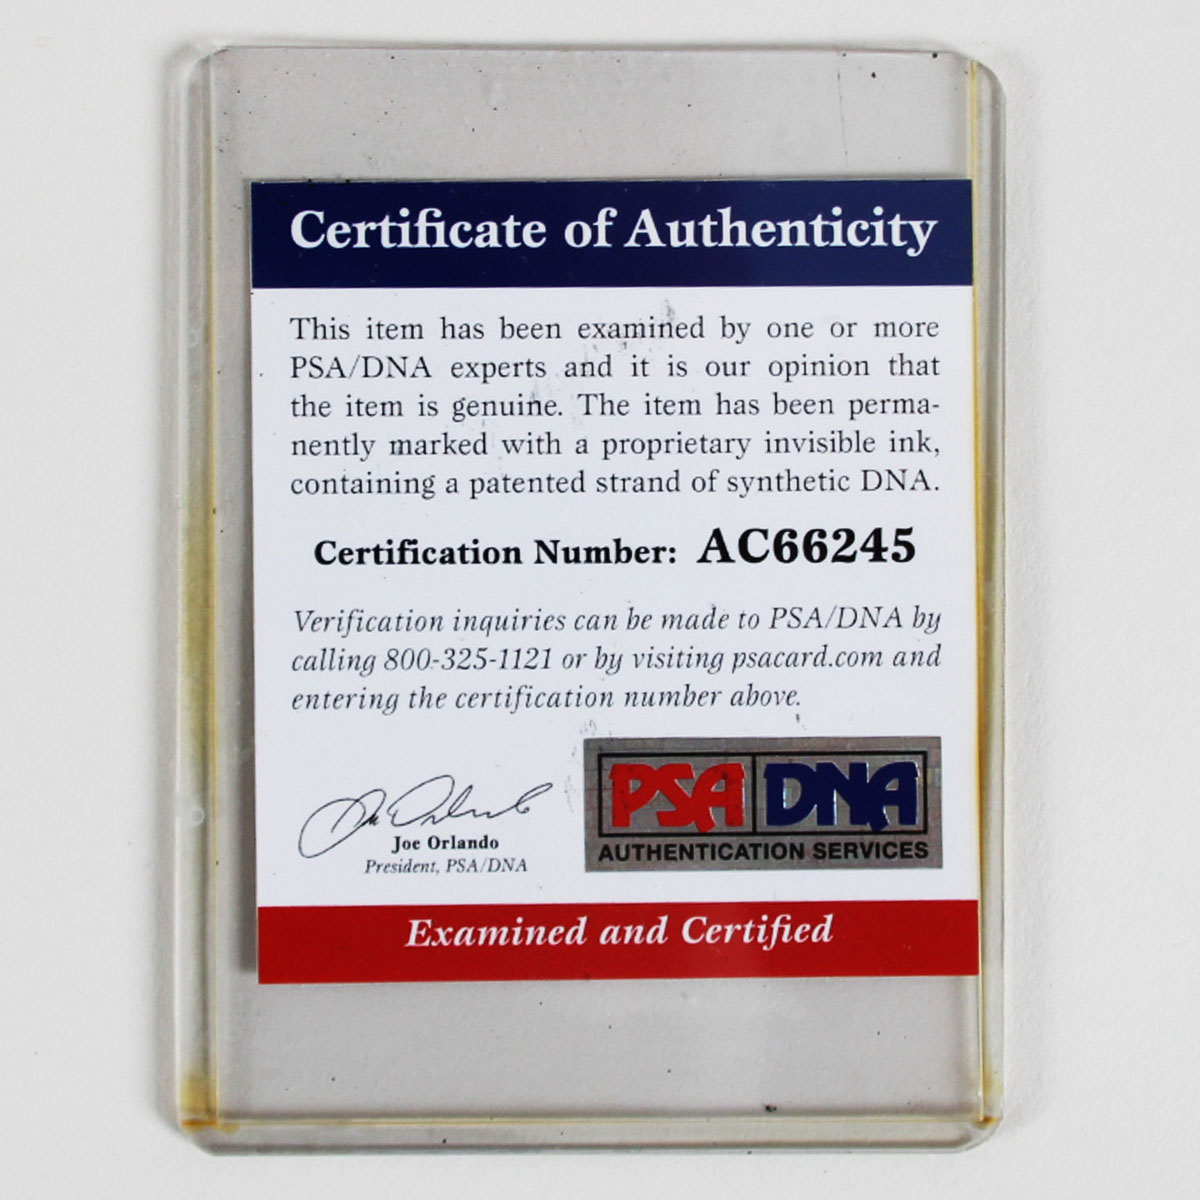 Certificate of Authenticity
This item has been examined by one or more
PSA/DNA experts and it is our opinion that
the item is genuine. The item has been perma-
nently marked with a proprietary invisible ink,
containing a patented strand of synthetic DNA.
Certification Number: AC66245
Verification inquiries can be made to PSA/DNA by
calling 800-325-1121 or by visiting psacard.com and
entering the certification number above.
Joe Orlando
Joe Orlando
President, PSA/DNA
PSA DNA
AUTHENTICATION SERVICES
Examined and Certified